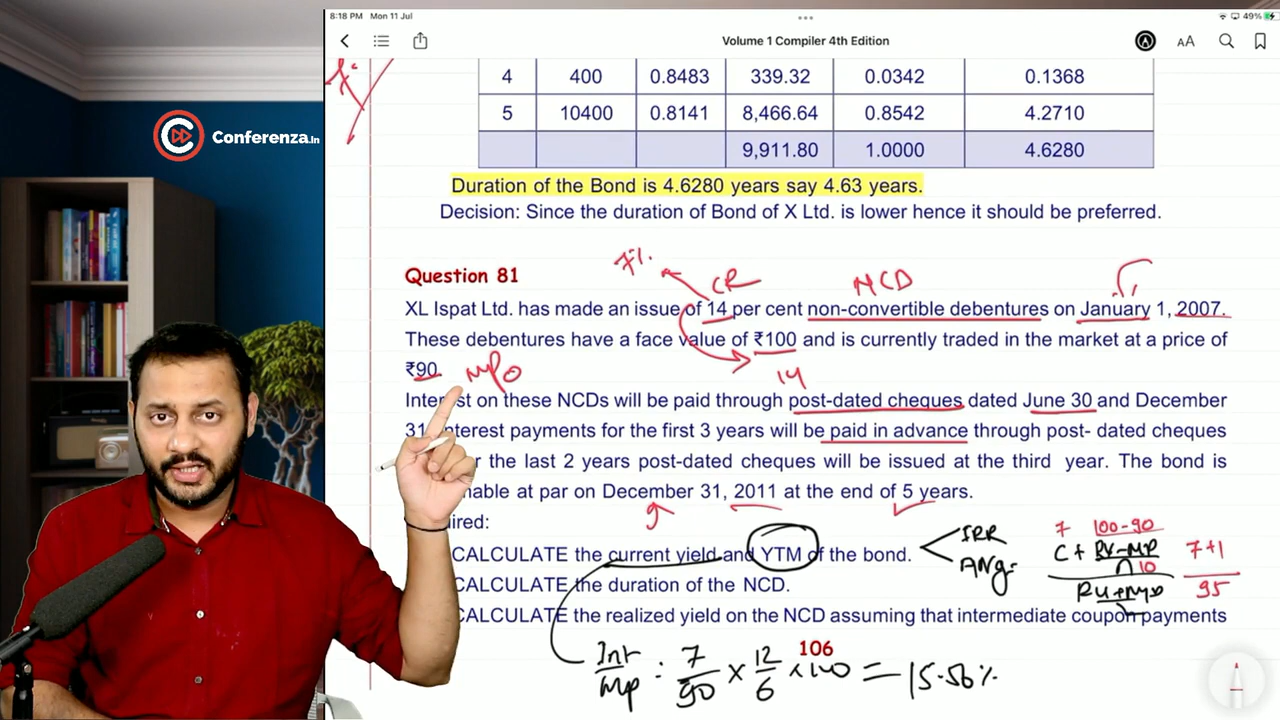 8:18 PM Mon 11 Jul
49%
Volume 1 Compiler 4th Edition
AA
Conferenza.in
4 400 0.8483 339.32 0.0342 0.1368
5 10400 0.8141 8,466.64 0.8542 4.2710
9,911.80 1.0000 4.6280
Duration of the Bond is 4.6280 years say 4.63 years.
Decision: Since the duration of Bond of X Ltd. is lower hence it should be preferred.
7%
CR
NCD
Question 81
XL Ispat Ltd. has made an issue of 14 per cent non-convertible debentures on January 1, 2007.
These debentures have a face value of ₹100 and is currently traded in the market at a price of
₹90.
14
Interest on these NCDs will be paid through post-dated cheques dated June 30 and December
31. Interest payments for the first 3 years will be paid in advance through post- dated cheques
the last 2 years post-dated cheques will be issued at the third year. The bond is
at par on December 31, 2011 at the end of 5 years.
CALCULATE the current yield and YTM of the bond.
IRR
7 100-90
C + RV-MP
n 10
7+1
95
CALCULATE the duration of the NCD.
CALCULATE the realized yield on the NCD assuming that intermediate coupon payments
106
Int
MP : 7/90 × 12/6 × 100 = 15.56%